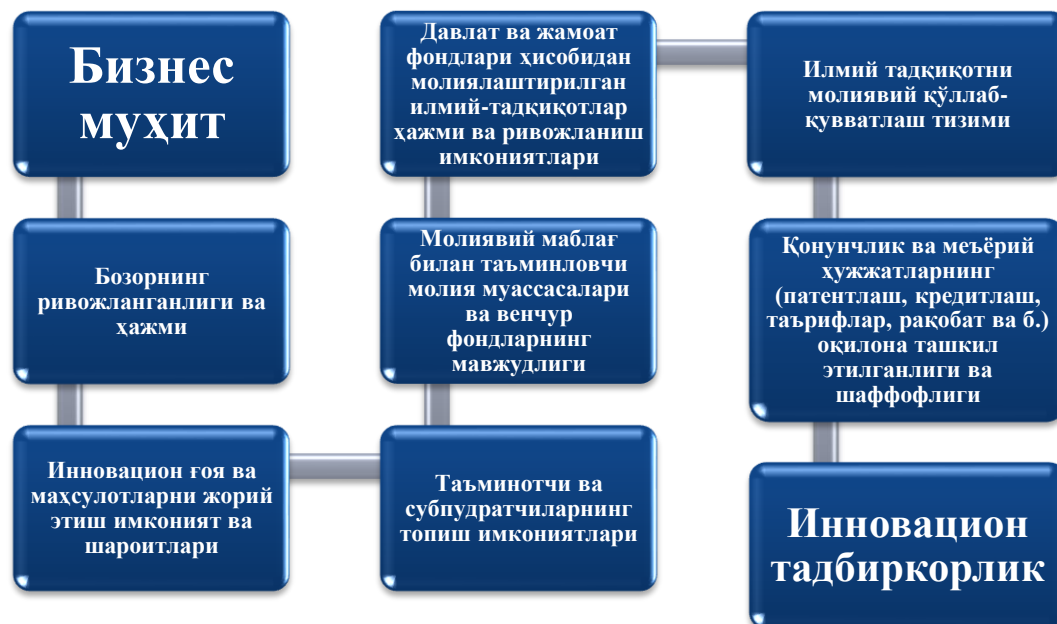 Бизнес
муҳит
Бозорнинг
ривожланганлиги ва
ҳажми
Инновацион ғоя ва
маҳсулотларни жорий
этиш имконият ва
шароитлари
Таъминотчи ва
субпудратчиларнинг
топиш имкониятлари
Молиявий маблағ
билан таъминловчи
молия муассасалари
ва венчур
фондларнинг
мавжудлиги
Давлат ва жамоат
фондлари ҳисобидан
молиялаштирилган
илмий-тадқиқотлар
ҳажми ва ривожланиш
имкониятлари
Илмий тадқиқотни
молиявий қўллаб-
қувватлаш тизими
Қонунчлик ва меъёрий
ҳужжатларнинг
(патентлаш, кредитлаш,
таърифлар, рақобат ва б.)
оқилона ташкил
этилганлиги ва
шаффофлиги
Инновацион
тадбиркорлик